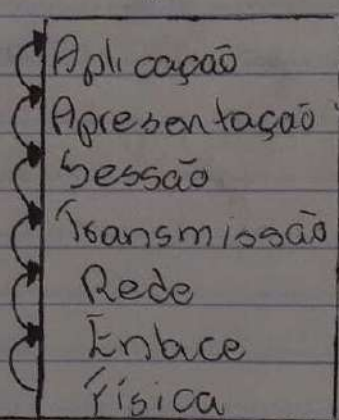 Aplicação
Apresentação
Sessão
Transmissão
Rede
Enlace
Física